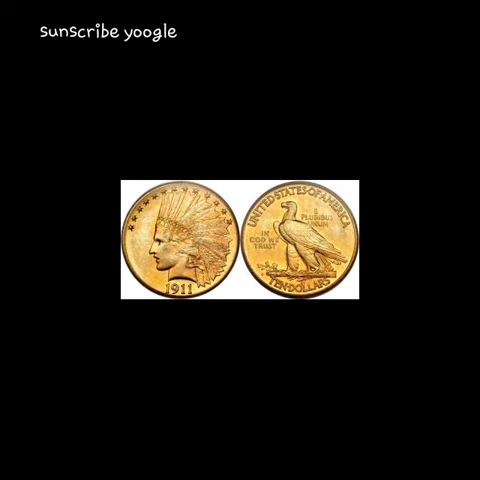 sunscribe yoogle
1911
UNITED STATES OF AMERICA
E
PLURIBUS
UNUM
IN
GOD WE
TRUST
TEN DOLLARS